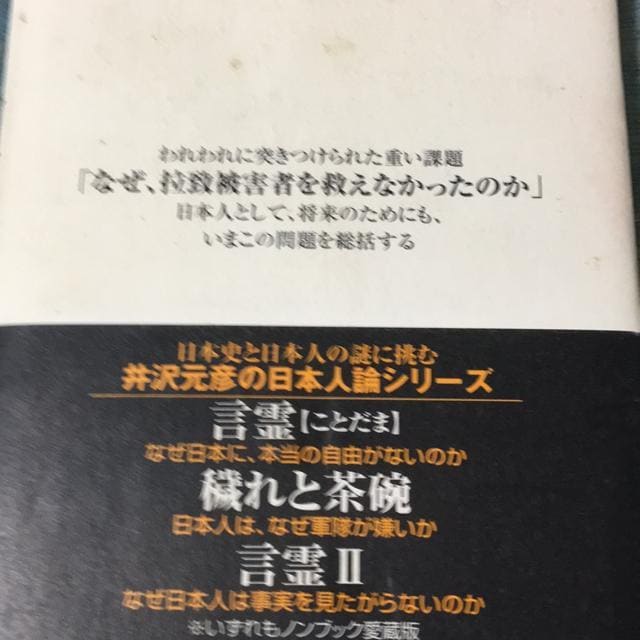 われわれに突きつけられた重い課題
「なぜ、拉致被害者を救えなかったのか」
日本人として、将来のためにも、
いまこの問題を総括する
日本史と日本人の謎に挑む
井沢元彦の日本人論シリーズ
言霊【ことだま】
なぜ日本に、本当の自由がないのか
穢れと茶碗
日本人は、なぜ軍隊が嫌いか
言霊Ⅱ
なぜ日本人は事実を見たがらないのか
※いずれもノンブック愛蔵版